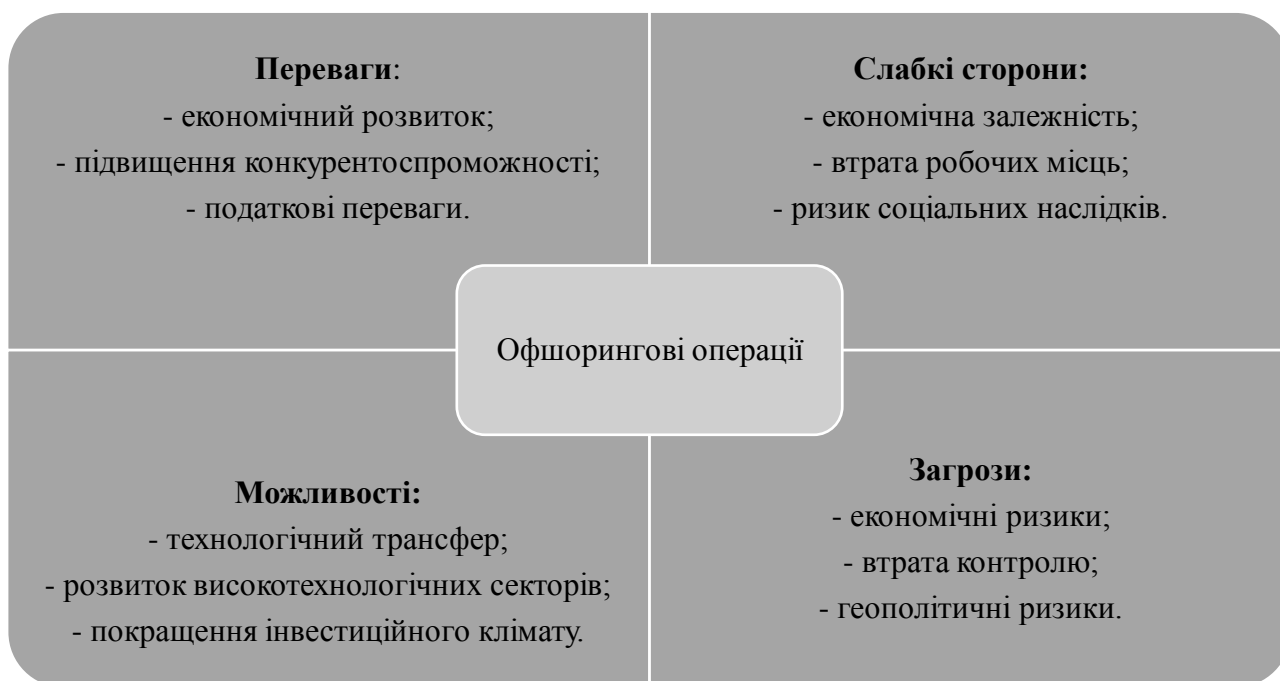 Переваги:
- економічний розвиток;
- підвищення конкурентоспроможності;
- податкові переваги.
Слабкі сторони:
- економічна залежність;
- втрата робочих місць;
- ризик соціальних наслідків.
Офшорингові операції
Можливості:
- технологічний трансфер;
- розвиток високотехнологічних секторів;
- покращення інвестиційного клімату.
Загрози:
- економічні ризики;
- втрата контролю;
- геополітичні ризики.